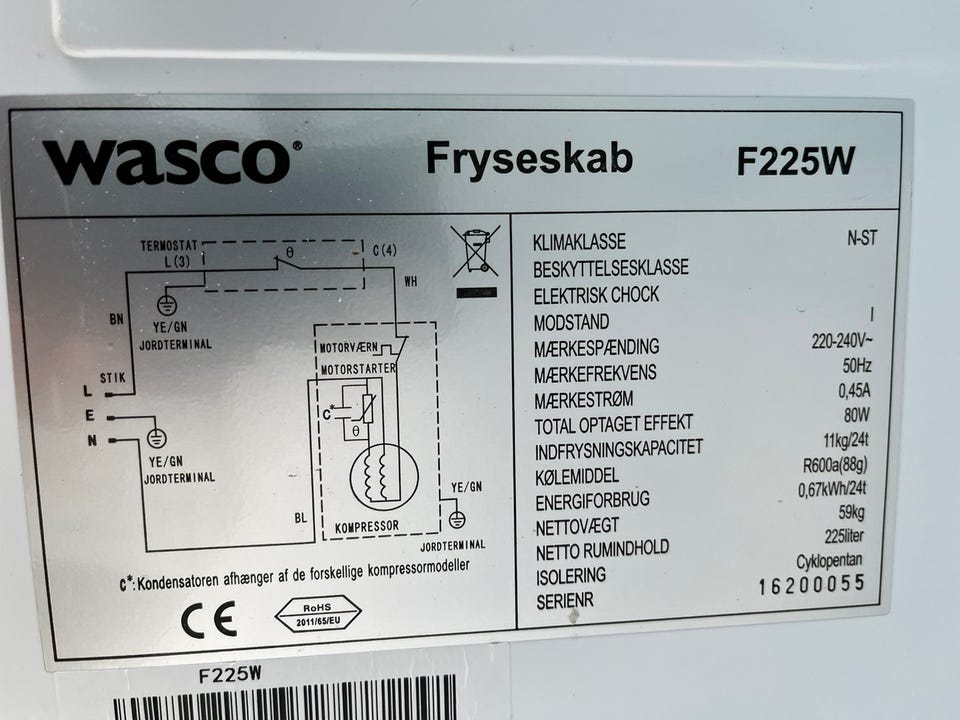 wasco®
Fryseskab
F225W
TERMOSTAT
L(3)
θ
C(4)
WH
BN
YE/GN
JORDTERMINAL
MOTORVÆRN
MOTORSTARTER
STIK
L
E
N
C*
θ
YE/GN
JORDTERMINAL
BL
KOMPRESSOR
YE/GN
JORDTERMINAL
C*:Kondensatoren afhænger af de forskellige kompressormodeller
CE
RoHS
2011/65/EU
KLIMAKLASSE N-ST
BESKYTTELSESKLASSE
ELEKTRISK CHOCK
MODSTAND I
MÆRKESPÆNDING 220-240V~
MÆRKEFREKVENS 50Hz
MÆRKESTRØM 0,45A
TOTAL OPTAGET EFFEKT 80W
INDFRYSNINGSKAPACITET 11kg/24t
KØLEMIDDEL R600a(88g)
ENERGIFORBRUG 0,67kWh/24t
NETTOVÆGT 59kg
NETTO RUMINDHOLD 225liter
ISOLERING Cyklopentan
SERIENR 16200055
F225W